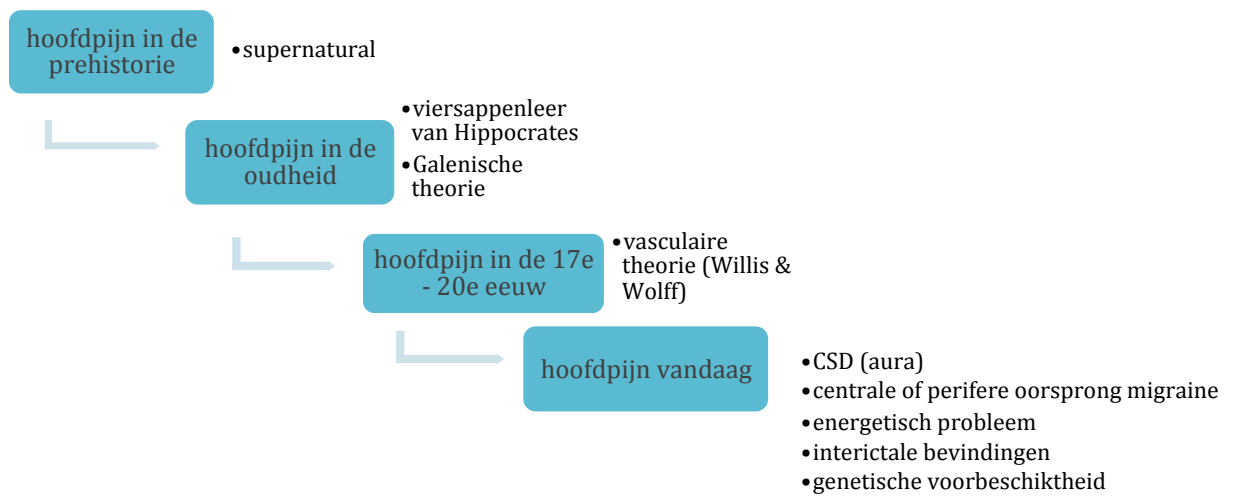 hoofdpijn in de
prehistorie
•supernatural
hoofdpijn in de
oudheid
•viersappenleer
van Hippocrates
•Galenische
theorie
hoofdpijn in de 17e
- 20e eeuw
•vasculaire
theorie (Willis &
Wolff)
hoofdpijn vandaag
•CSD (aura)
•centrale of perifere oorsprong migraine
•energetisch probleem
•interictale bevindingen
•genetische voorbeschiktheid